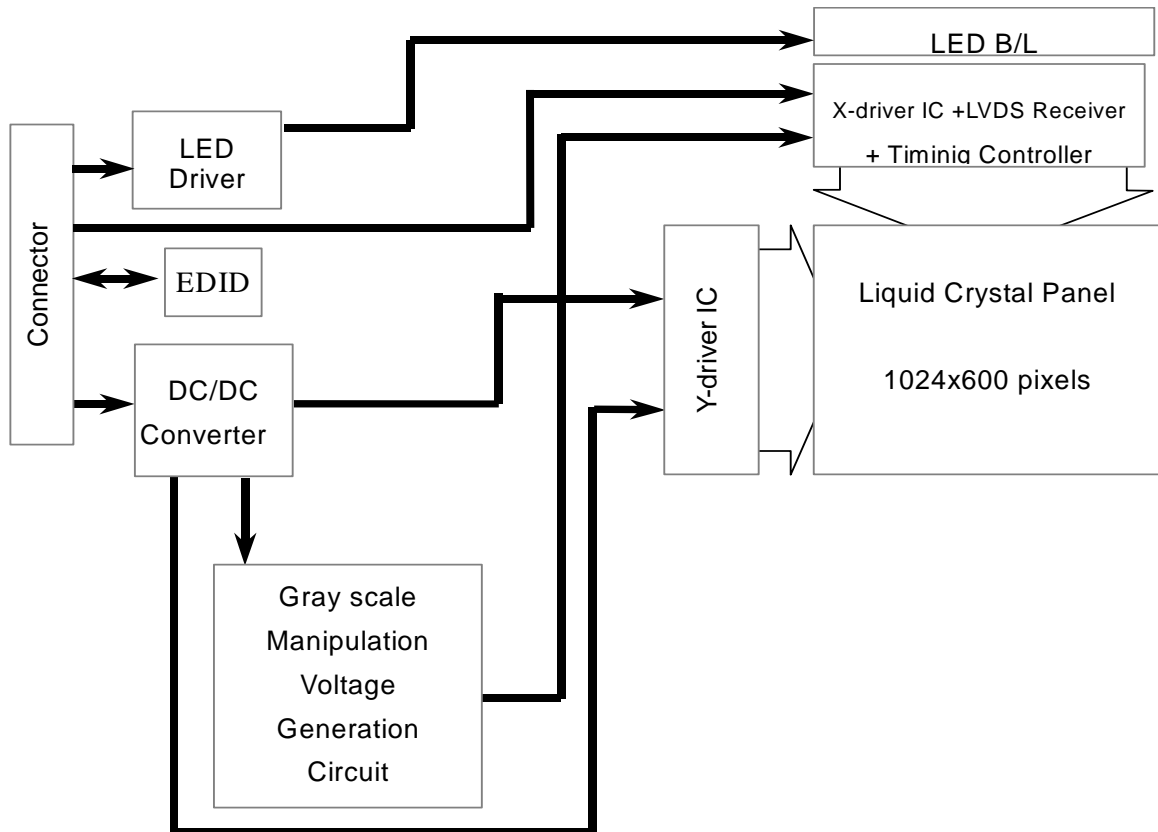 LED B/L
X-driver IC +LVDS Receiver
+ Timinig Controller
LED
Driver
Connector
EDID
DC/DC
Converter
Y-driver IC
Liquid Crystal Panel
1024x600 pixels
Gray scale
Manipulation
Voltage
Generation
Circuit